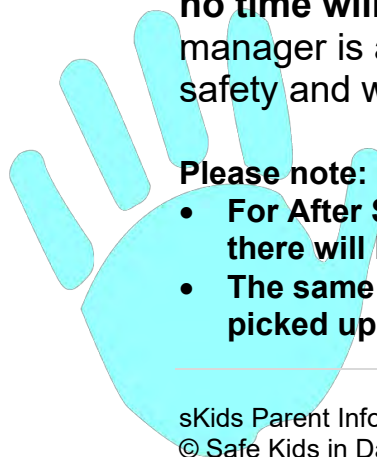 no time will
manager is a
safety and w
Please note:
• For After S
there will
• The same
picked up
sKids Parent Info
© Safe Kids in Da